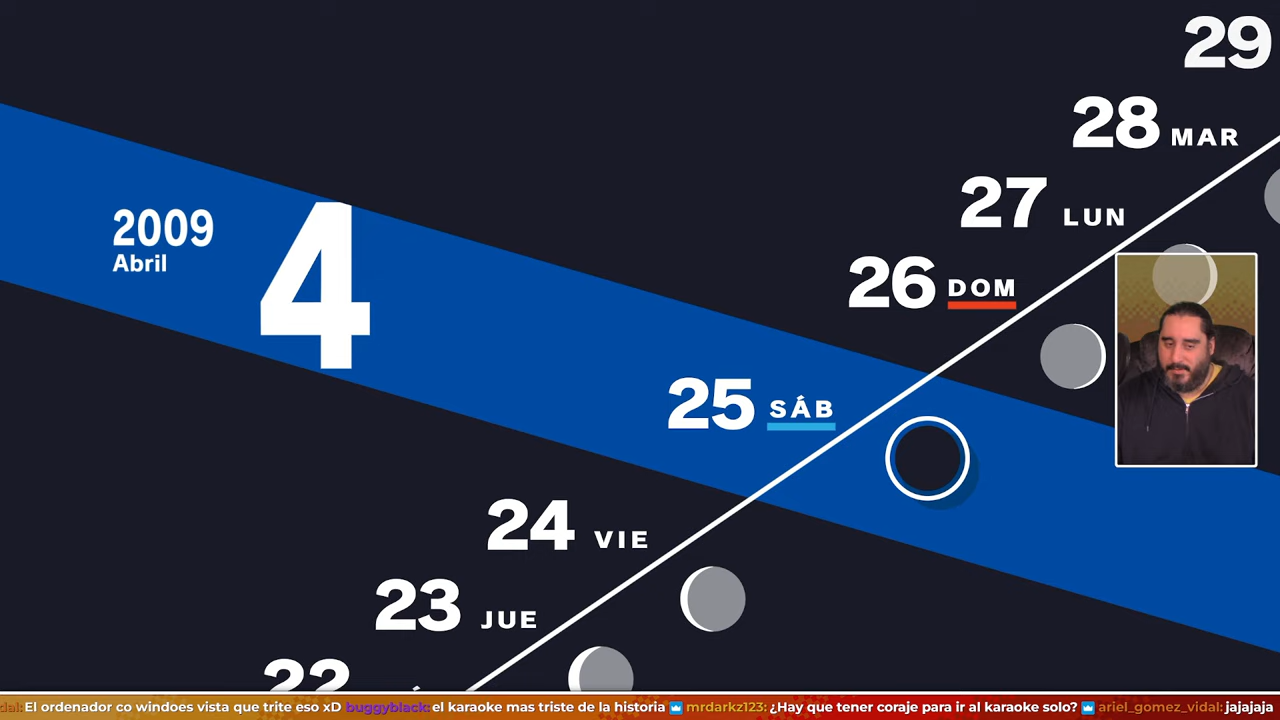 29
28 MAR
27 LUN
2009
Abril
4
26 DOM
25 SÁB
24 VIE
23 JUE
22
El ordenador co windoes vista que trite eso xD buggyblack: el karaoke mas triste de la historia mrdarkz123: ¿Hay que tener coraje para ir al karaoke solo? ariel_gomez_vidal: jajajaja